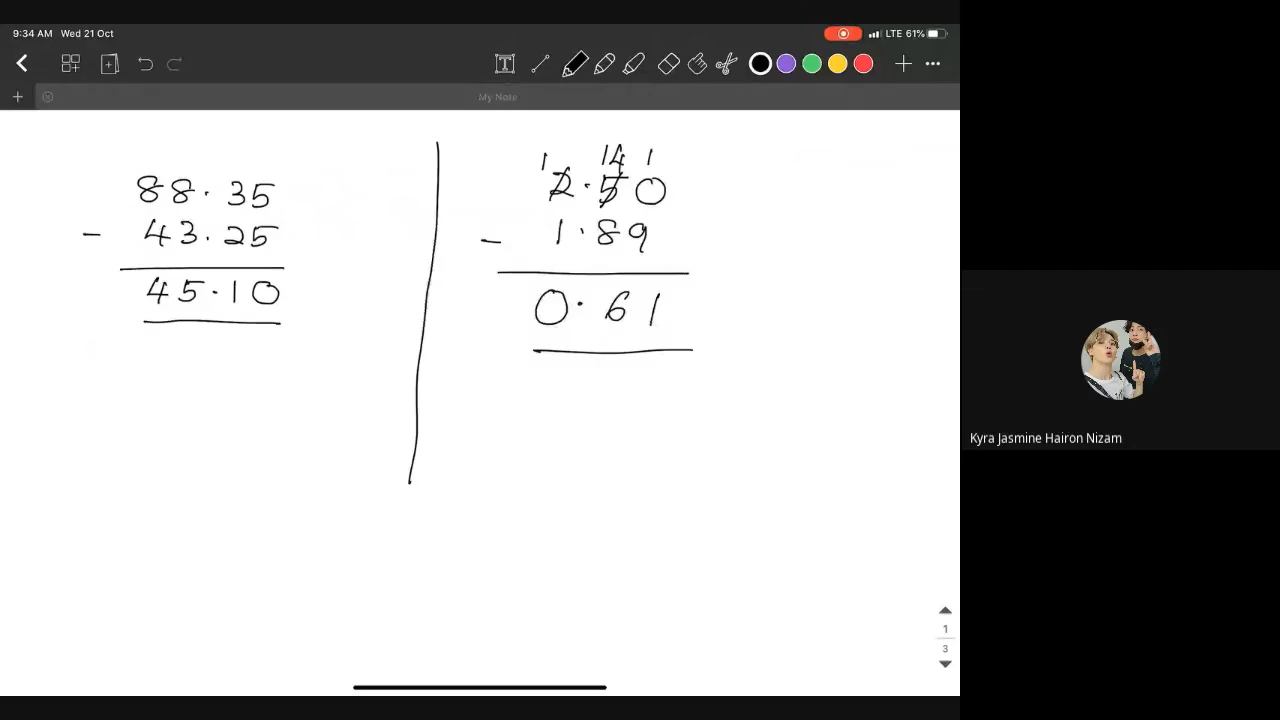 9:34 AM Wed 21 Oct
LTE 61%
My Note
88.35
- 43.25
45.10
1 14 1
2.50
- 1.89
0.61
1
3
Kyra Jasmine Hairon Nizam